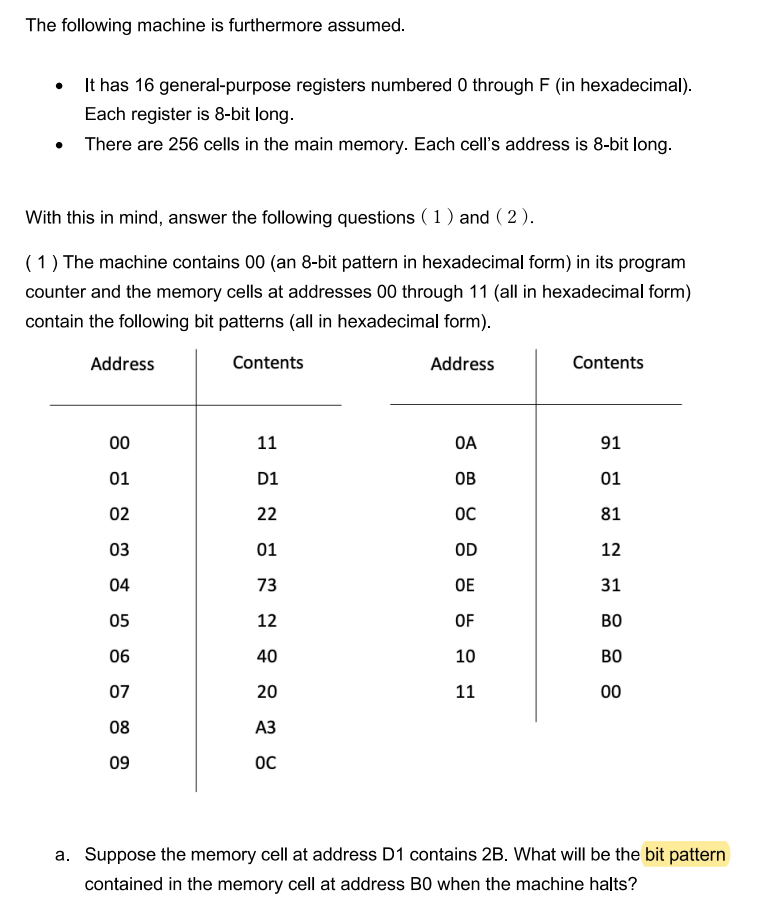 The following machine is furthermore assumed.
• It has 16 general-purpose registers numbered 0 through F (in hexadecimal).
Each register is 8-bit long.
• There are 256 cells in the main memory. Each cell's address is 8-bit long.
With this in mind, answer the following questions (1) and (2).
(1) The machine contains 00 (an 8-bit pattern in hexadecimal form) in its program
counter and the memory cells at addresses 00 through 11 (all in hexadecimal form)
contain the following bit patterns (all in hexadecimal form).
Address Contents Address Contents
00 11 0A 91
01 D1 0B 01
02 22 0C 81
03 01 0D 12
04 73 0E 31
05 12 0F B0
06 40 10 B0
07 20 11 00
08 A3
09 0C
a. Suppose the memory cell at address D1 contains 2B. What will be the bit pattern
contained in the memory cell at address B0 when the machine halts?